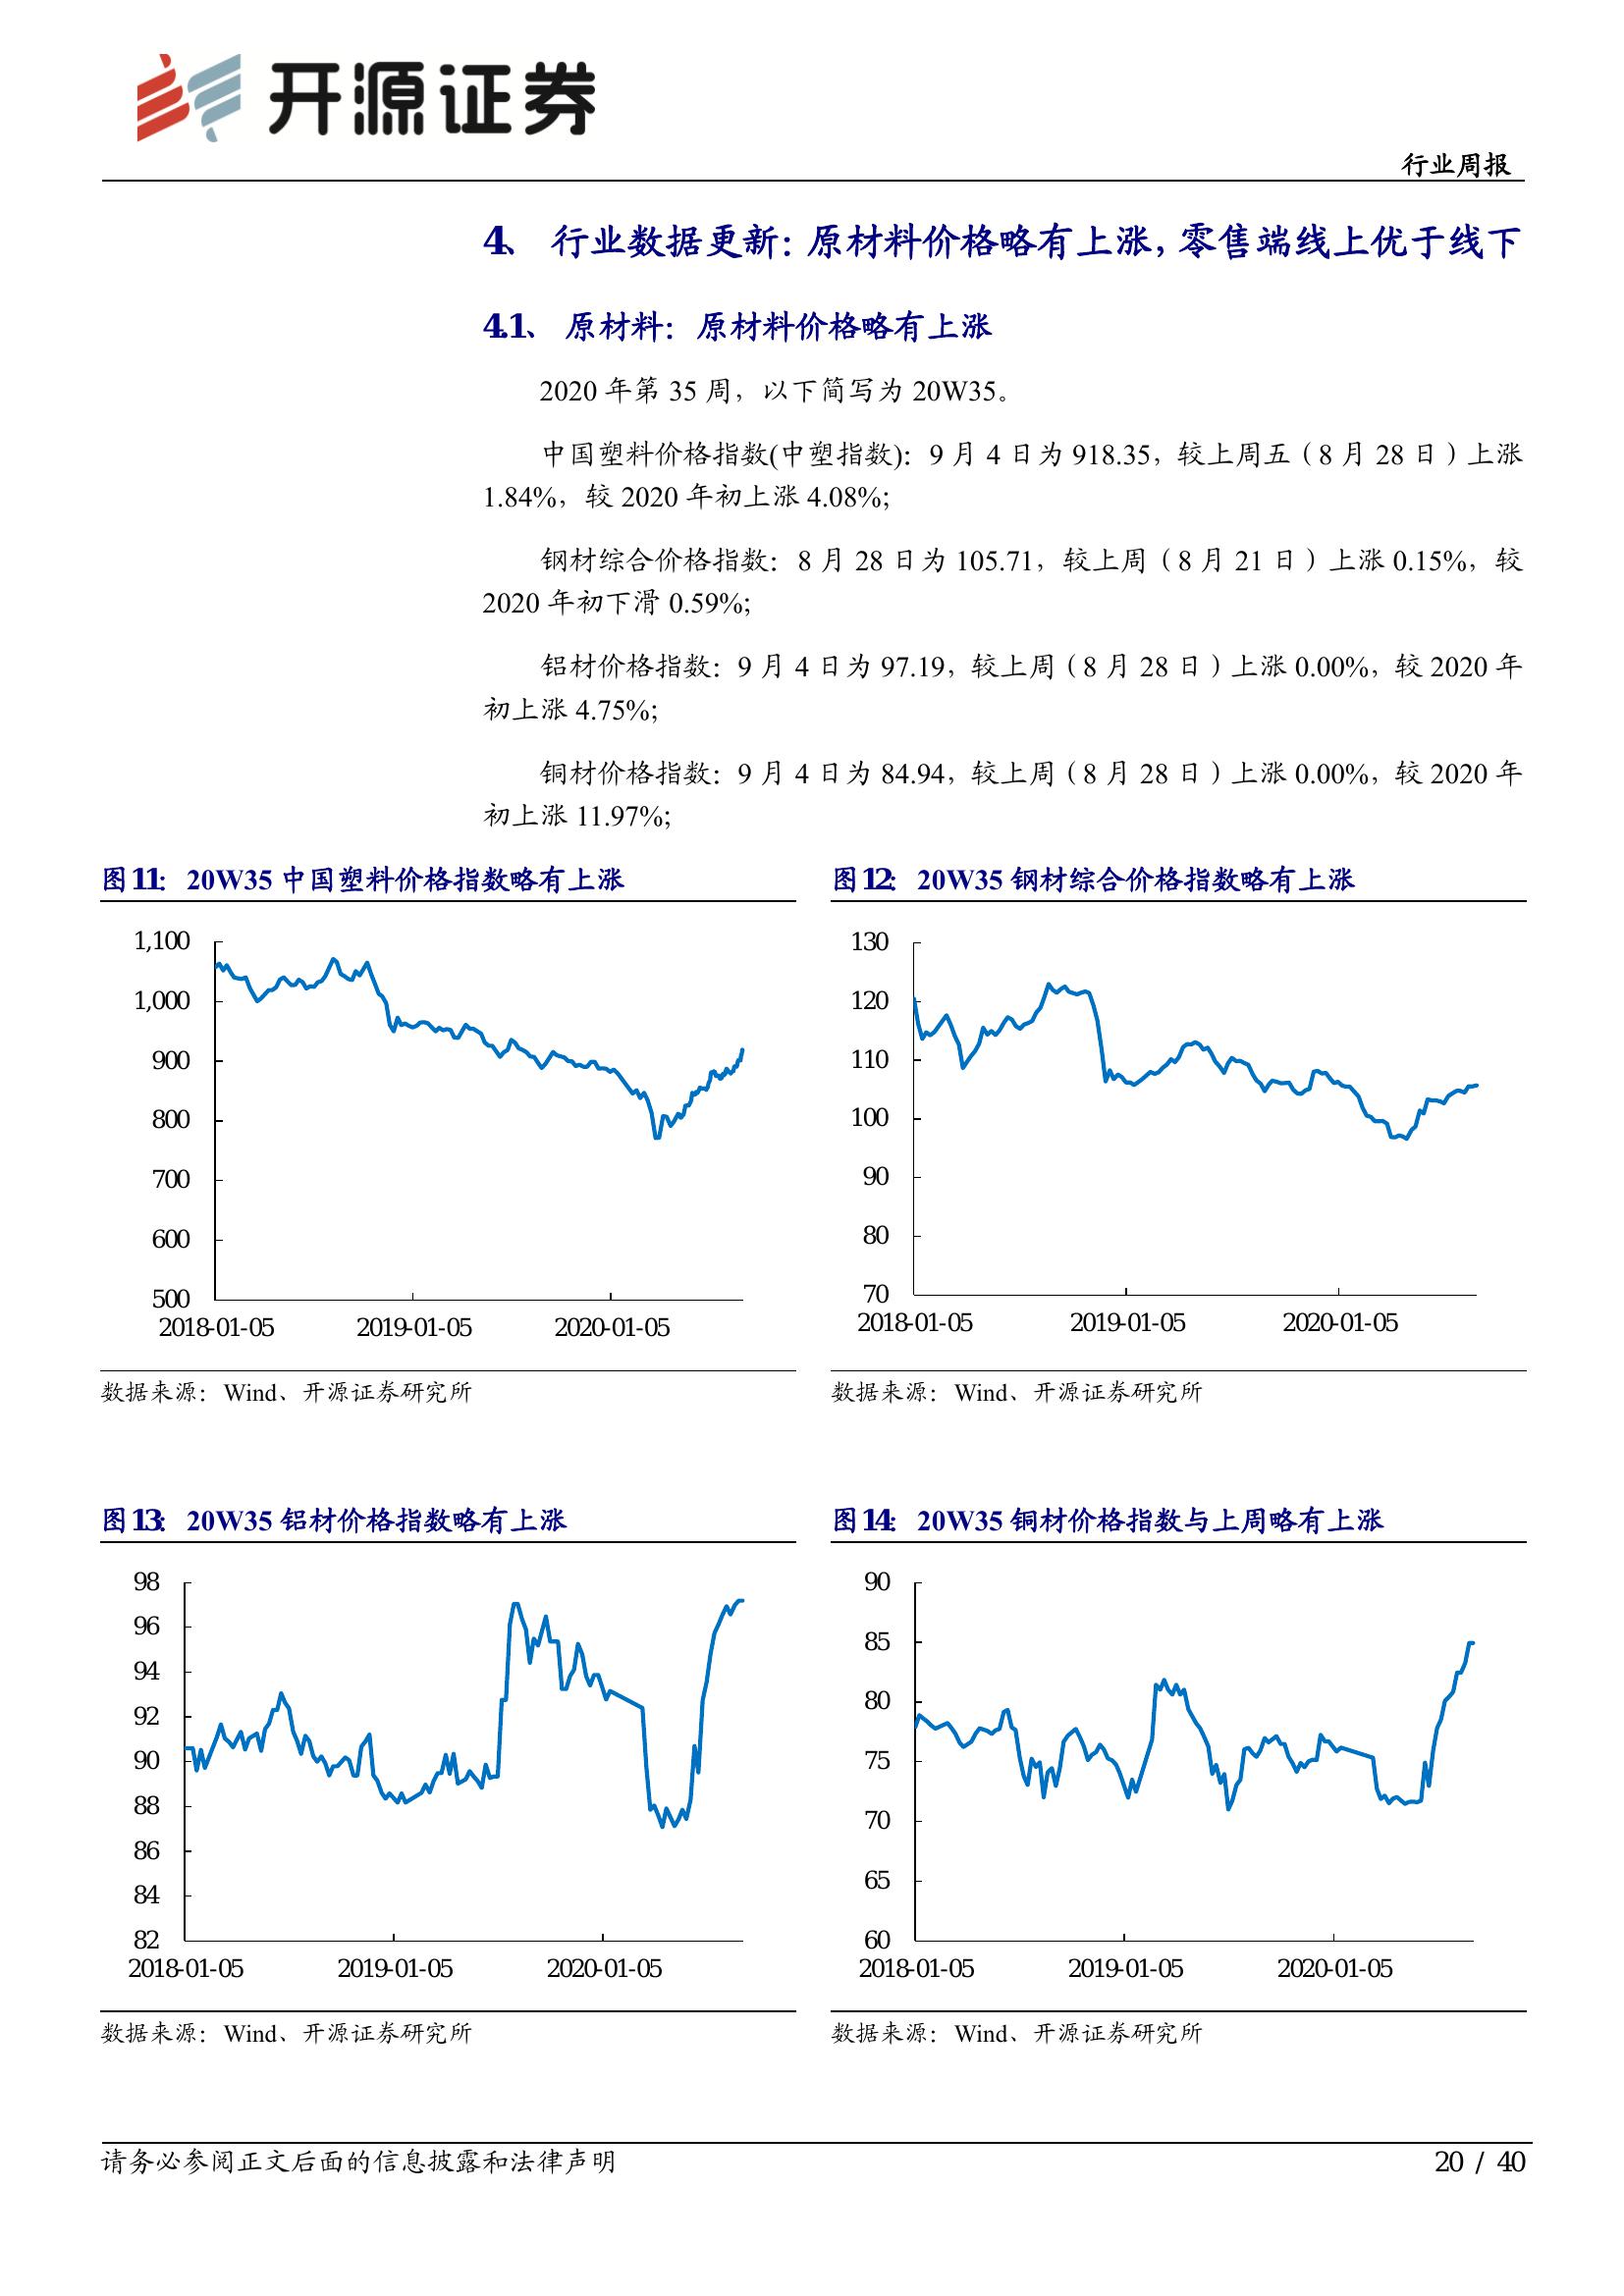 开源证券
行业周报
4、 行业数据更新：原材料价格略有上涨，零售端线上优于线下
4.1、 原材料：原材料价格略有上涨
2020 年第 35 周，以下简写为 20W35。
中国塑料价格指数(中塑指数)：9 月 4 日为 918.35，较上周五（8 月 28 日）上涨
1.84%，较 2020 年初上涨 4.08%;
钢材综合价格指数：8 月 28 日为 105.71，较上周（8 月 21 日）上涨 0.15%，较
2020 年初下滑 0.59%;
铝材价格指数：9 月 4 日为 97.19，较上周（8 月 28 日）上涨 0.00%，较 2020 年
初上涨 4.75%;
铜材价格指数：9 月 4 日为 84.94，较上周（8 月 28 日）上涨 0.00%，较 2020 年
初上涨 11.97%;
图11： 20W35 中国塑料价格指数略有上涨
1,100
1,000
900
800
700
600
500
2018-01-05 2019-01-05 2020-01-05
数据来源：Wind、开源证券研究所
图12： 20W35 钢材综合价格指数略有上涨
130
120
110
100
90
80
70
2018-01-05 2019-01-05 2020-01-05
数据来源：Wind、开源证券研究所
图13： 20W35 铝材价格指数略有上涨
98
96
94
92
90
88
86
84
82
2018-01-05 2019-01-05 2020-01-05
数据来源：Wind、开源证券研究所
图14： 20W35 铜材价格指数与上周略有上涨
90
85
80
75
70
65
60
2018-01-05 2019-01-05 2020-01-05
数据来源：Wind、开源证券研究所
请务必参阅正文后面的信息披露和法律声明
20 / 40